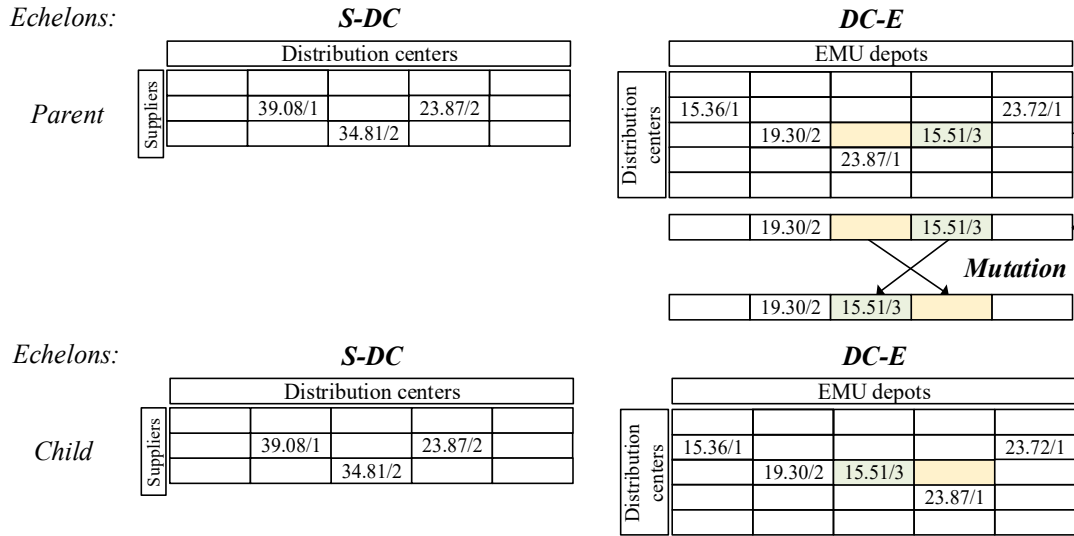 Echelons: S-DC DC-E
Distribution centers EMU depots
Parent
Suppliers
Distribution centers
39.08/1 23.87/2 15.36/1 23.72/1
34.81/2 19.30/2 15.51/3
23.87/1
19.30/2 15.51/3
Mutation
19.30/2 15.51/3
Echelons: S-DC DC-E
Distribution centers EMU depots
Child
Suppliers
Distribution centers
39.08/1 23.87/2 15.36/1 23.72/1
34.81/2 19.30/2 15.51/3
23.87/1